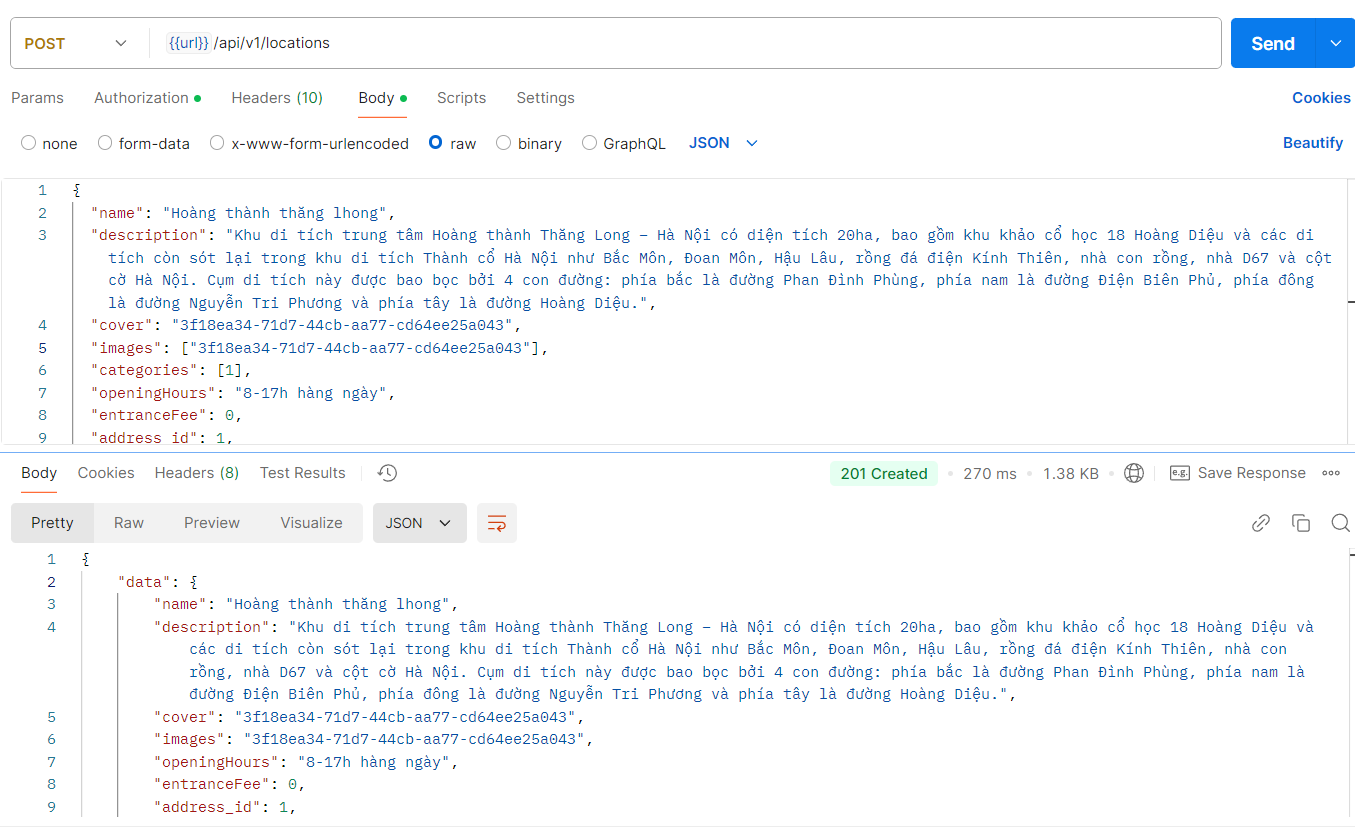 POST {{url}} /api/v1/locations Send
Params Authorization Headers (10) Body Scripts Settings Cookies
none form-data x-www-form-urlencoded raw binary GraphQL JSON Beautify
1 {
2 "name": "Hoàng thành thăng lhong",
3 "description": "Khu di tích trung tâm Hoàng thành Thăng Long – Hà Nội có diện tích 20ha, bao gồm khu khảo cổ học 18 Hoàng Diệu và các di
tích còn sót lại trong khu di tích Thành cổ Hà Nội như Bắc Môn, Đoan Môn, Hậu Lâu, rồng đá điện Kính Thiên, nhà con rồng, nhà D67 và cột
cờ Hà Nội. Cụm di tích này được bao bọc bởi 4 con đường: phía bắc là đường Phan Đình Phùng, phía nam là đường Điện Biên Phủ, phía đông
là đường Nguyễn Tri Phương và phía tây là đường Hoàng Diệu.",
4 "cover": "3f18ea34-71d7-44cb-aa77-cd64ee25a043",
5 "images": ["3f18ea34-71d7-44cb-aa77-cd64ee25a043"],
6 "categories": [1],
7 "openingHours": "8-17h hàng ngày",
8 "entranceFee": 0,
9 "address_id": 1,
Body Cookies Headers (8) Test Results 201 Created 270 ms 1.38 KB e.g. Save Response
Pretty Raw Preview Visualize JSON
1 {
2 "data": {
3 "name": "Hoàng thành thăng lhong",
4 "description": "Khu di tích trung tâm Hoàng thành Thăng Long – Hà Nội có diện tích 20ha, bao gồm khu khảo cổ học 18 Hoàng Diệu và
các di tích còn sót lại trong khu di tích Thành cổ Hà Nội như Bắc Môn, Đoan Môn, Hậu Lâu, rồng đá điện Kính Thiên, nhà con
rồng, nhà D67 và cột cờ Hà Nội. Cụm di tích này được bao bọc bởi 4 con đường: phía bắc là đường Phan Đình Phùng, phía nam là
đường Điện Biên Phủ, phía đông là đường Nguyễn Tri Phương và phía tây là đường Hoàng Diệu.",
5 "cover": "3f18ea34-71d7-44cb-aa77-cd64ee25a043",
6 "images": "3f18ea34-71d7-44cb-aa77-cd64ee25a043",
7 "openingHours": "8-17h hàng ngày",
8 "entranceFee": 0,
9 "address_id": 1,